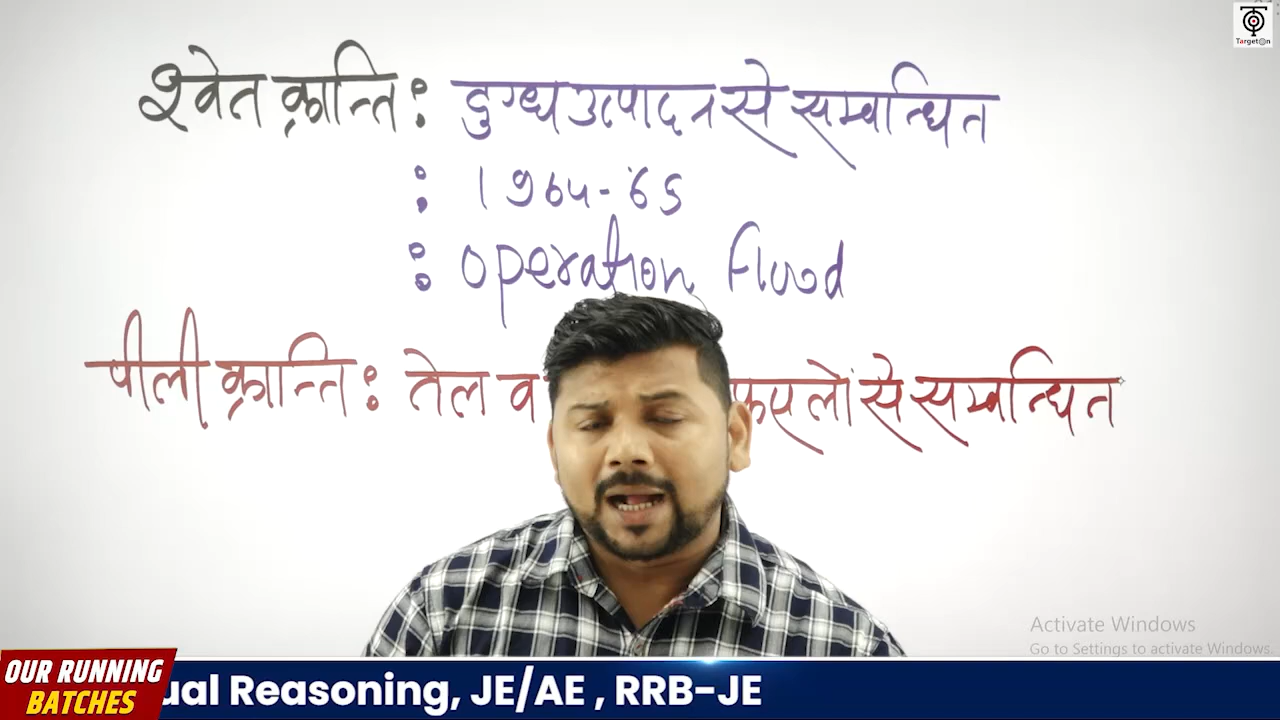 TargetOn
श्वेत क्रान्ति : दुग्ध उत्पादन से सम्बन्धित
: 1964-65
: Operation Flood
पीली क्रान्ति : तेल व फसलों से सम्बन्धित
Activate Windows
Go to Settings to activate Windows.
OUR RUNNING
BATCHES
ual Reasoning, JE/AE , RRB-JE